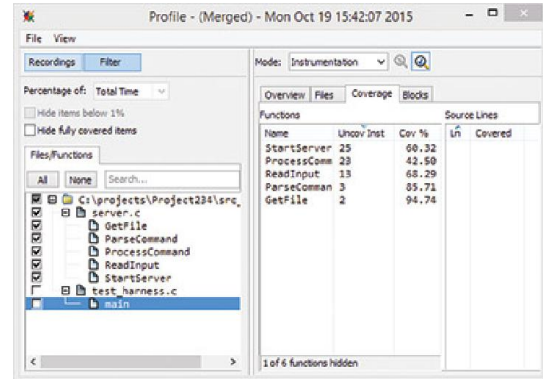 Profile - (Merged) - Mon Oct 19 15:42:07 2015
File View
Recordings Filter
Percentage of: Total Time
Hide items below 1%
Hide fully covered items
Files/Functions
All None Search...
C:\projects\Project234\src_
server.c
GetFile
ParseCommand
ProcessCommand
ReadInput
StartServer
test_harness.c
main
Mode: Instrumentation
Overview Files Coverage Blocks
Functions
Name Uncov Inst Cov %
StartServer 25 60.32
ProcessComm 23 42.50
ReadInput 13 68.29
ParseComman 3 85.71
GetFile 2 94.74
1 of 6 functions hidden
Source Lines
Ln Covered